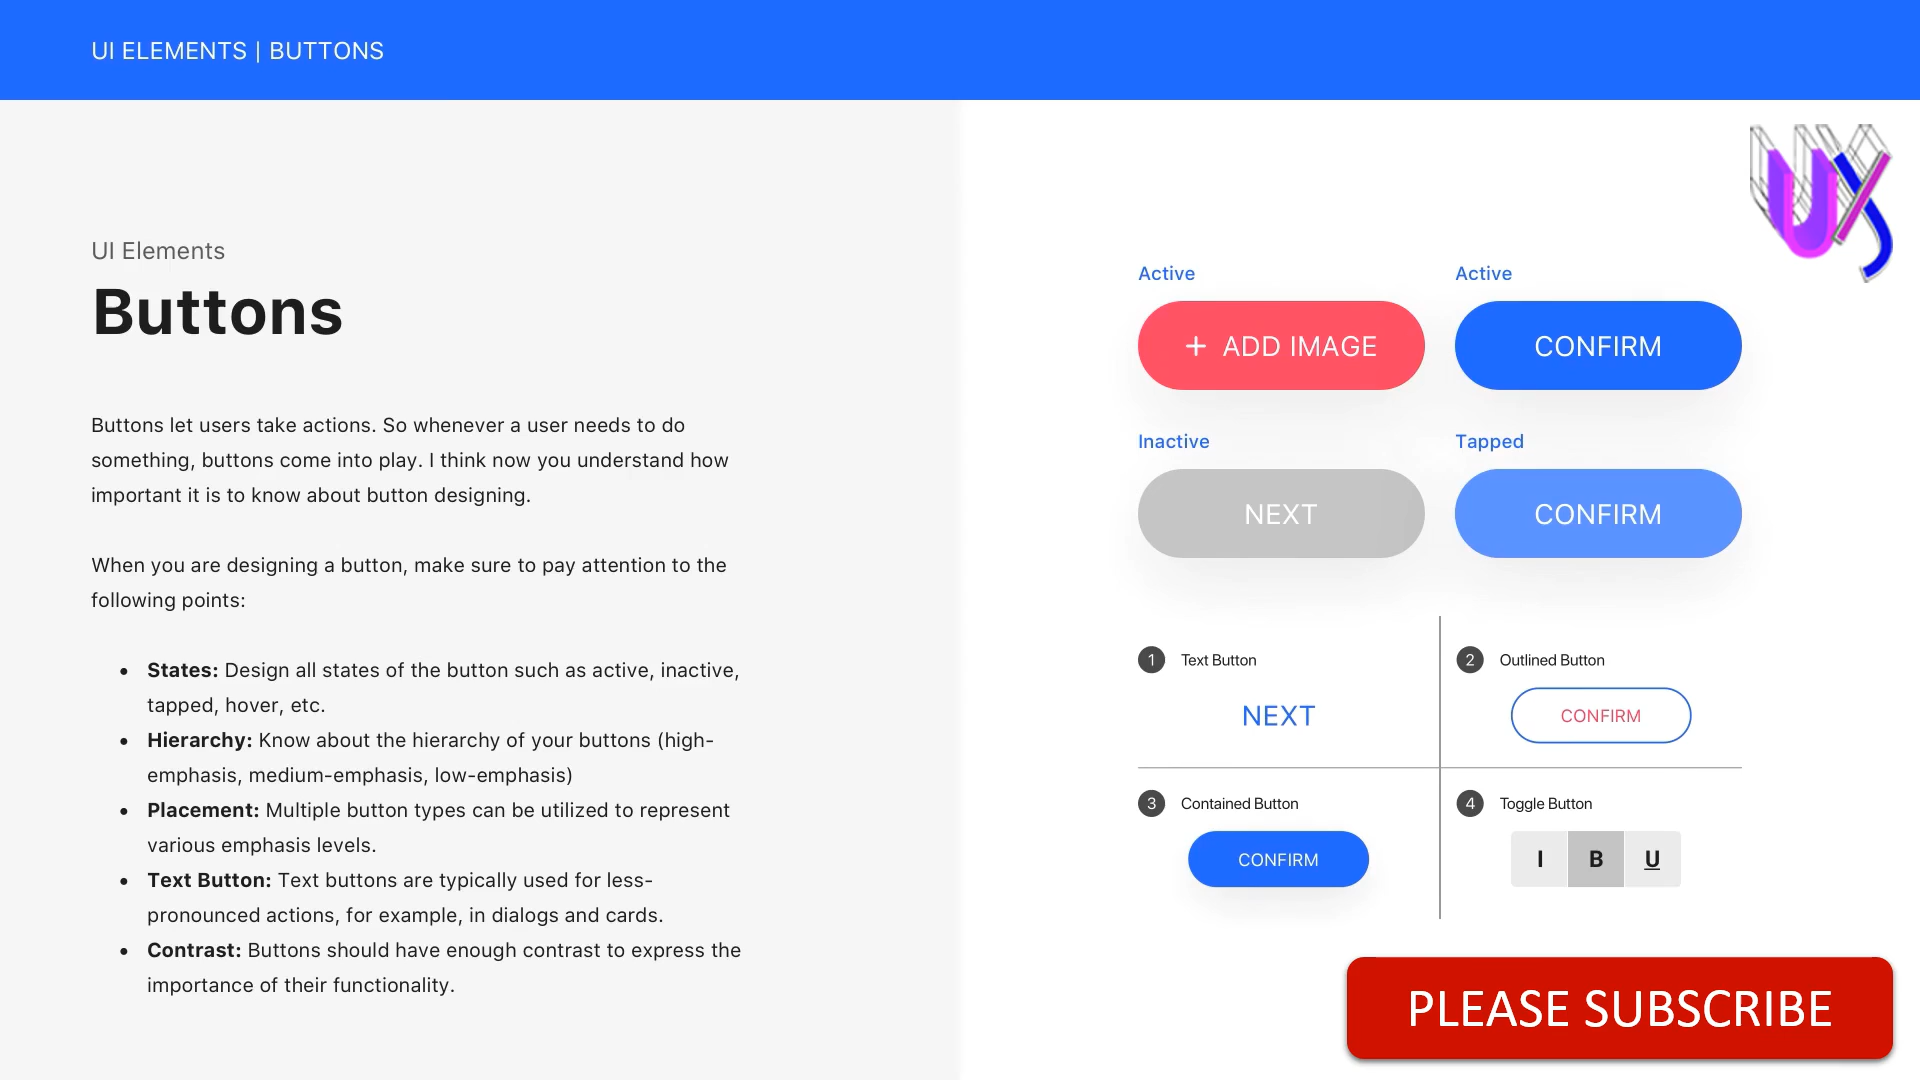 UI ELEMENTS | BUTTONS
UI Elements
Buttons
Buttons let users take actions. So whenever a user needs to do
something, buttons come into play. I think now you understand how
important it is to know about button designing.
When you are designing a button, make sure to pay attention to the
following points:
• States: Design all states of the button such as active, inactive,
tapped, hover, etc.
• Hierarchy: Know about the hierarchy of your buttons (high-
emphasis, medium-emphasis, low-emphasis)
• Placement: Multiple button types can be utilized to represent
various emphasis levels.
• Text Button: Text buttons are typically used for less-
pronounced actions, for example, in dialogs and cards.
• Contrast: Buttons should have enough contrast to express the
importance of their functionality.
UX
Active
+ ADD IMAGE
Active
CONFIRM
Inactive
NEXT
Tapped
CONFIRM
1 Text Button
NEXT
2 Outlined Button
CONFIRM
3 Contained Button
CONFIRM
4 Toggle Button
I B U
PLEASE SUBSCRIBE